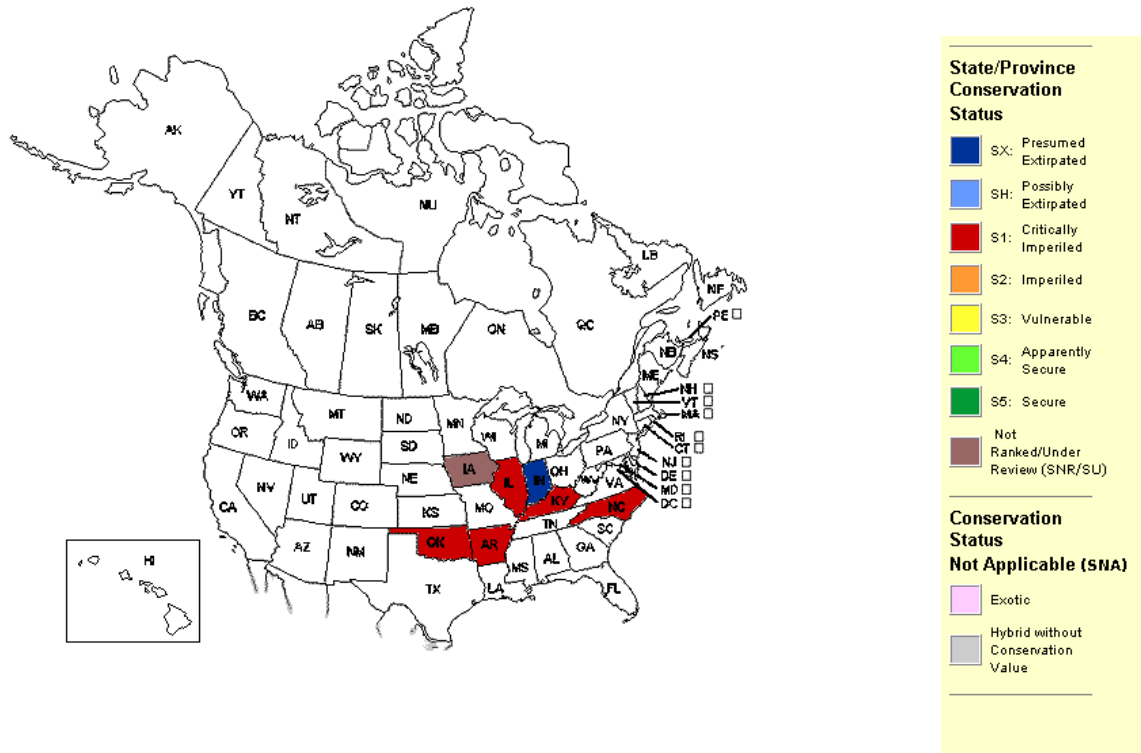 AK
YT
NT
NU
LB
NF
PE
BC
AB
SK
MB
ON
QC
NB
NS
ME
NH
VT
MA
WA
MT
ND
MN
WI
MI
NY
RI
CT
OR
ID
WY
SD
IA
IL
IN
OH
PA
NJ
DE
MD
DC
WV
VA
NE
NV
UT
CO
KS
MO
KY
NC
CA
AZ
NM
OK
AR
TN
SC
MS
AL
GA
TX
LA
FL
HI
State/Province
Conservation
Status
SX: Presumed
Extirpated
SH: Possibly
Extirpated
S1: Critically
Imperiled
S2: Imperiled
S3: Vulnerable
S4: Apparently
Secure
S5: Secure
Not
Ranked/Under
Review (SNR/SU)
Conservation
Status
Not Applicable (SNA)
Exotic
Hybrid without
Conservation
Value